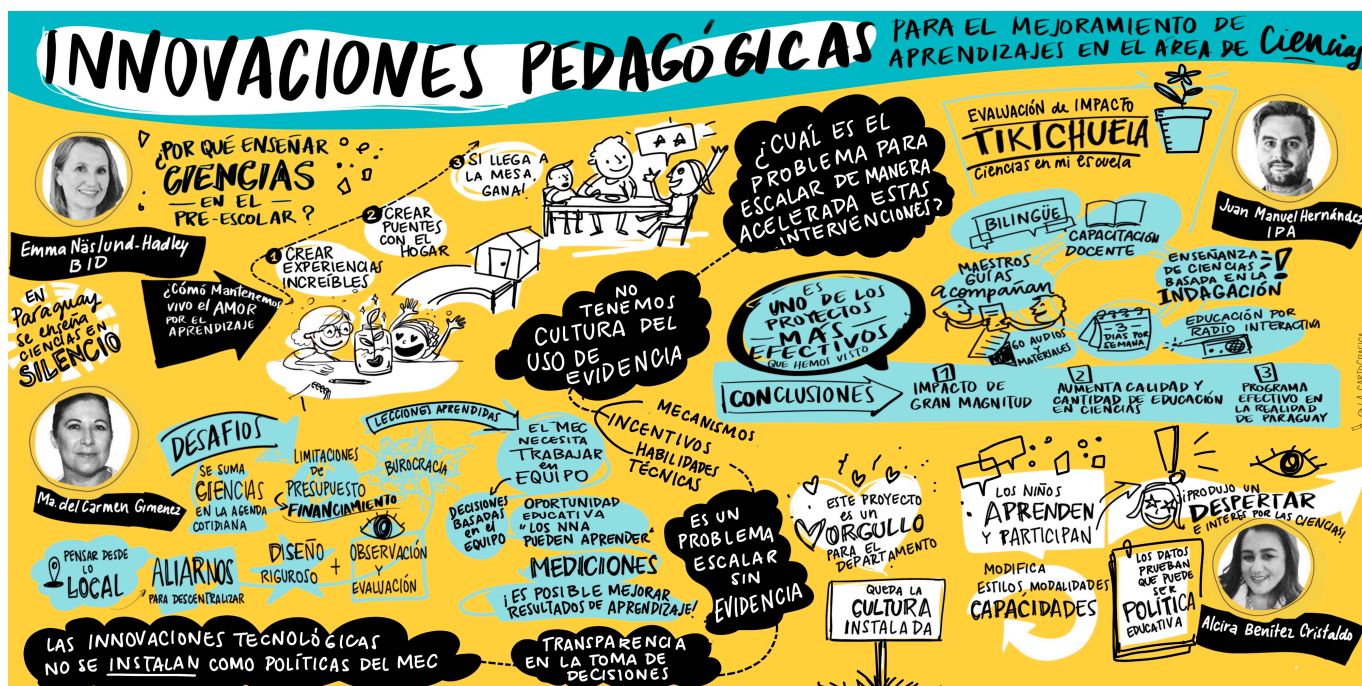 INNOVACIONES PEDAGÓGICAS
PARA EL MEJORAMIENTO DE
APRENDIZAJES EN EL ÁREA DE Ciencias
Emma Näslund-Hadley
BID
¿POR QUÉ ENSEÑAR
CIENCIAS
EN EL
PRE-ESCOLAR?
EN
Paraguay
se enseña
CIENCIAS EN
SILENCIO
¿Cómo Mantenemos
VIVO el AMOR
POR EL
APRENDIZAJE
1 CREAR
EXPERIENCIAS
INCREÍBLES
2 CREAR
PUENTES
CON EL
HOGAR
3 SI LLEGA A
LA MESA,
GANA!
¿CUÁL ES EL
PROBLEMA PARA
ESCALAR DE MANERA
ACELERADA ESTAS
INTERVENCIONES?
NO
TENEMOS
CULTURA DEL
USO DE
EVIDENCIA
MECANISMOS
INCENTIVOS
HABILIDADES
TÉCNICAS
ES UN
PROBLEMA
ESCALAR
SIN
EVIDENCIA
TRANSPARENCIA
EN LA TOMA DE
DECISIONES
LAS INNOVACIONES TECNOLÓGICAS
NO SE INSTALAN COMO POLÍTICAS DEL MEC
EVALUACIÓN de IMPACTO
TIKICHUELA
Ciencias en mi escuela
Juan Manuel Hernández
IPA
BILINGÜE
CAPACITACIÓN
DOCENTE
MAESTROS
GUÍAS
acompañan
ENSEÑANZA
DE CIENCIAS
BASADA EN LA
INDAGACIÓN!
60 AUDIOS
Y
MATERIALES
3
DIAS POR
SEMANA
EDUCACIÓN POR
RADIO INTERACTIVA
ES
UNO DE LOS
PROYECTOS
MÁS
EFECTIVOS
QUE HEMOS VISTO
CONCLUSIONES
1
IMPACTO DE
GRAN MAGNITUD
2
AUMENTA CALIDAD Y
CANTIDAD DE EDUCACIÓN
EN CIENCIAS
3
PROGRAMA
EFECTIVO EN
LA REALIDAD
DE PARAGUAY
Ma. del Carmen Gimenez
DESAFÍOS
SE SUMA
CIENCIAS
EN LA AGENDA
COTIDIANA
LIMITACIONES
DE
PRESUPUESTO
FINANCIAMIENTO
BUROCRACIA
LECCIONES APRENDIDAS
EL MEC
NECESITA
TRABAJAR
en
EQUIPO
DECISIONES
BASADAS
en el
EQUIPO
OPORTUNIDAD
EDUCATIVA
"LOS NNA
PUEDEN APRENDER"
MEDICIONES
¡ES POSIBLE MEJORAR
RESULTADOS DE APRENDIZAJE!
PENSAR DESDE
LO
LOCAL
ALIARNOS
PARA DESCENTRALIZAR
DISEÑO
RIGUROSO
+
OBSERVACIÓN
Y
EVALUACIÓN
ESTE PROYECTO
es UN
ORGULLO
PARA EL
DEPARTAMENTO
QUEDA LA
CULTURA
INSTALADA
LOS NIÑOS
APRENDEN
Y PARTICIPAN
MODIFICA
ESTILOS MODALIDADES
CAPACIDADES
¡PRODUJO UN
DESPERTAR
E INTERÉS POR LAS CIENCIAS!
LOS DATOS
PRUEBAN
QUE PUEDE
SER
POLÍTICA
EDUCATIVA
Alcira Benítez Cristaldo